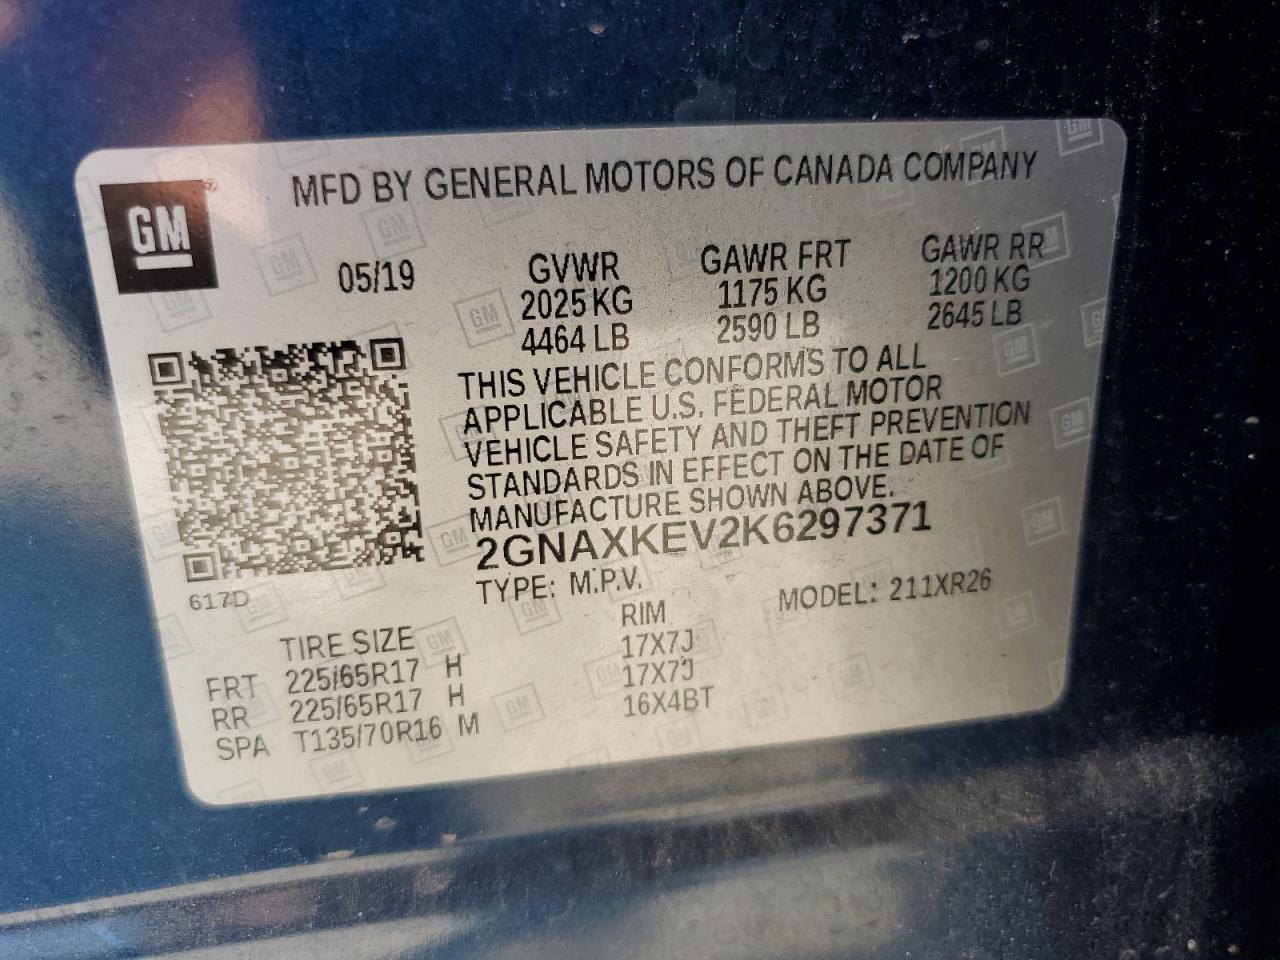 GM
MFD BY GENERAL MOTORS OF CANADA COMPANY
05/19
GVWR GAWR FRT GAWR RR
2025 KG 1175 KG 1200 KG
4464 LB 2590 LB 2645 LB
THIS VEHICLE CONFORMS TO ALL
APPLICABLE U.S. FEDERAL MOTOR
VEHICLE SAFETY AND THEFT PREVENTION
STANDARDS IN EFFECT ON THE DATE OF
MANUFACTURE SHOWN ABOVE.
2GNAXKEV2K6297371
TYPE: M.P.V. MODEL: 211XR26
617D
TIRE SIZE RIM
FRT 225/65R17 H 17X7J
RR 225/65R17 H 17X7J
SPA T135/70R16 M 16X4BT